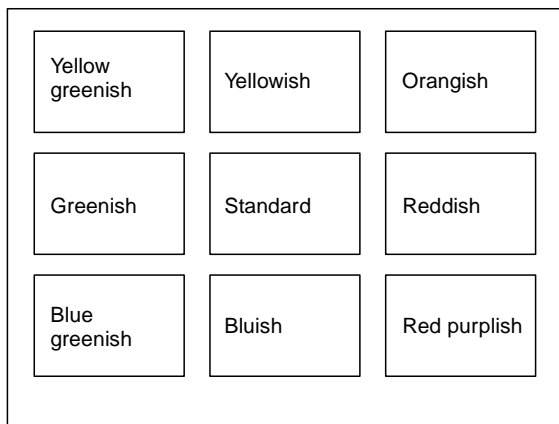 Yellow
greenish
Yellowish
Orangish
Greenish
Standard
Reddish
Blue
greenish
Bluish
Red purplish